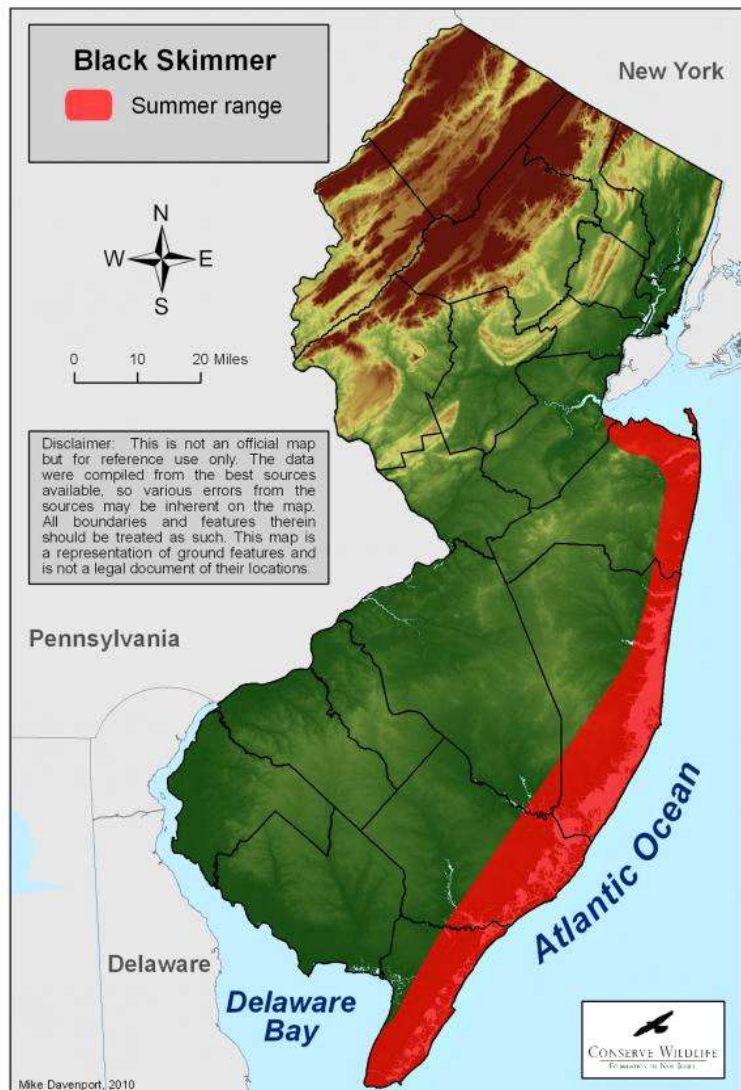 Black Skimmer
Summer range
New York
N
W E
S
0 10 20 Miles
Disclaimer: This is not an official map
but for reference use only. The data
were compiled from the best sources
available, so various errors from the
sources may be inherent on the map.
All boundaries and features therein
should be treated as such. This map is
a representation of ground features and
is not a legal document of their locations.
Pennsylvania
Atlantic Ocean
Delaware
Delaware
Bay
CONSERVE WILDLIFE
FOUNDATION OF NEW JERSEY
Mike Davenport, 2010